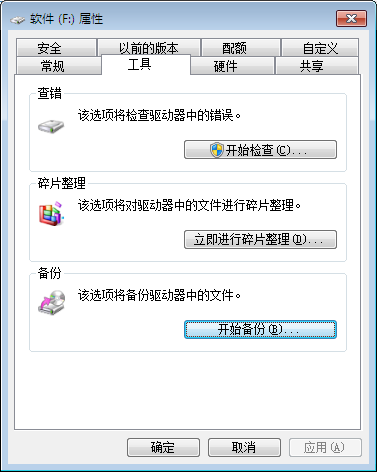 软件 (F:) 属性
安全 以前的版本 配额 自定义
常规 工具 硬件 共享
查错
该选项将检查驱动器中的错误。
开始检查(C)...
碎片整理
该选项将对驱动器中的文件进行碎片整理。
立即进行碎片整理(D)...
备份
该选项将备份驱动器中的文件。
开始备份(B)...
确定 取消 应用(A)